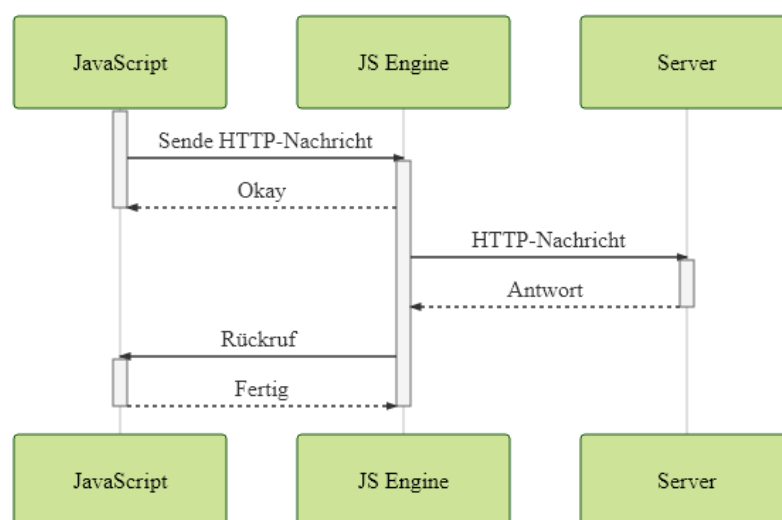 JavaScript
JS Engine
Server
Sende HTTP-Nachricht
Okay
HTTP-Nachricht
Antwort
Rückruf
Fertig
JavaScript
JS Engine
Server